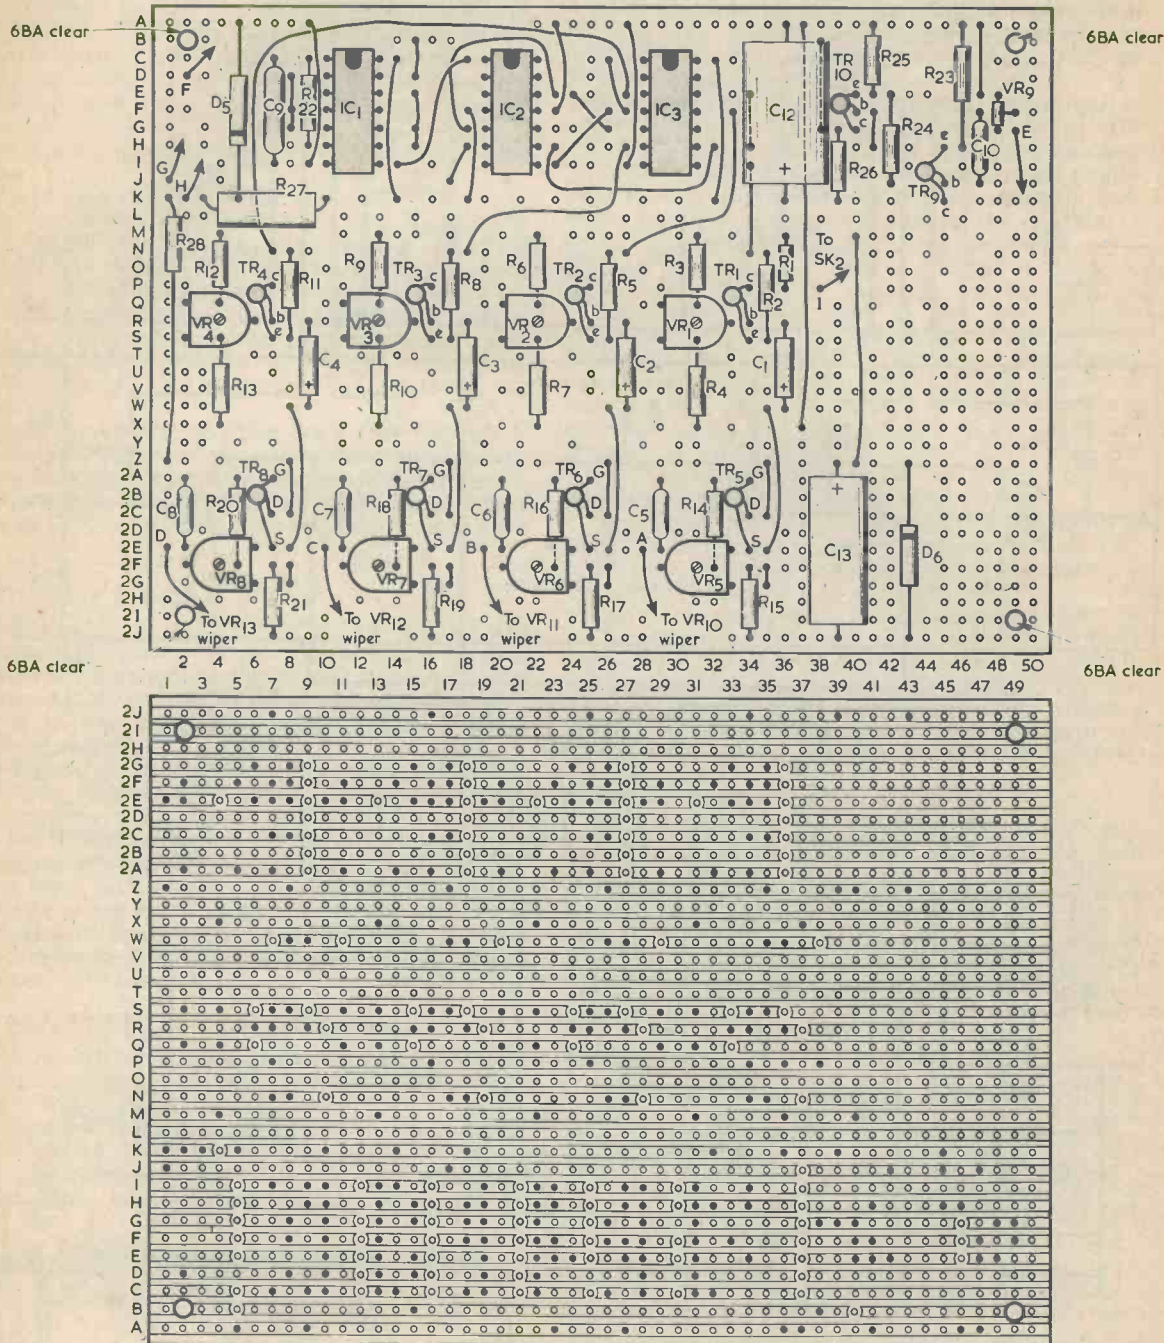 6BA clear
6BA clear
A
B
C
D
E
F
G
H
I
J
K
L
M
N
O
P
Q
R
S
T
U
V
W
X
Y
Z
2A
2B
2C
2D
2E
2F
2G
2H
2I
2J
F
D5
C9
R22
IC1
IC2
IC3
C12
TR10
e
b
c
R25
R23
VR9
E
G
H
R24
C10
R26
e
b
c
TR9
R27
R28
R12
TR4
c
b
e
R11
R9
TR3
c
b
e
R8
R6
TR2
c
b
e
R5
R3
TR1
c
b
e
R2
R1
To SK2
I
VR4
VR3
VR2
VR1
C4
C3
C2
C1
R13
R10
R7
R4
C8
R20
TR8
G
D
S
C7
R18
TR7
G
D
S
C6
R16
TR6
G
D
S
C5
R14
TR5
G
D
S
D
C
B
A
VR8
VR7
VR6
VR5
C13
D6
R21
R19
R17
R15
To VR13 wiper
To VR12 wiper
To VR11 wiper
To VR10 wiper
6BA clear
6BA clear
2 4 6 8 10 12 14 16 18 20 22 24 26 28 30 32 34 36 38 40 42 44 46 48 50
1 3 5 7 9 11 13 15 17 19 21 23 25 27 29 31 33 35 37 39 41 43 45 47 49
2J
2I
2H
2G
2F
2E
2D
2C
2B
2A
Z
Y
X
W
V
U
T
S
R
Q
P
O
N
M
L
K
J
I
H
G
F
E
D
C
B
A